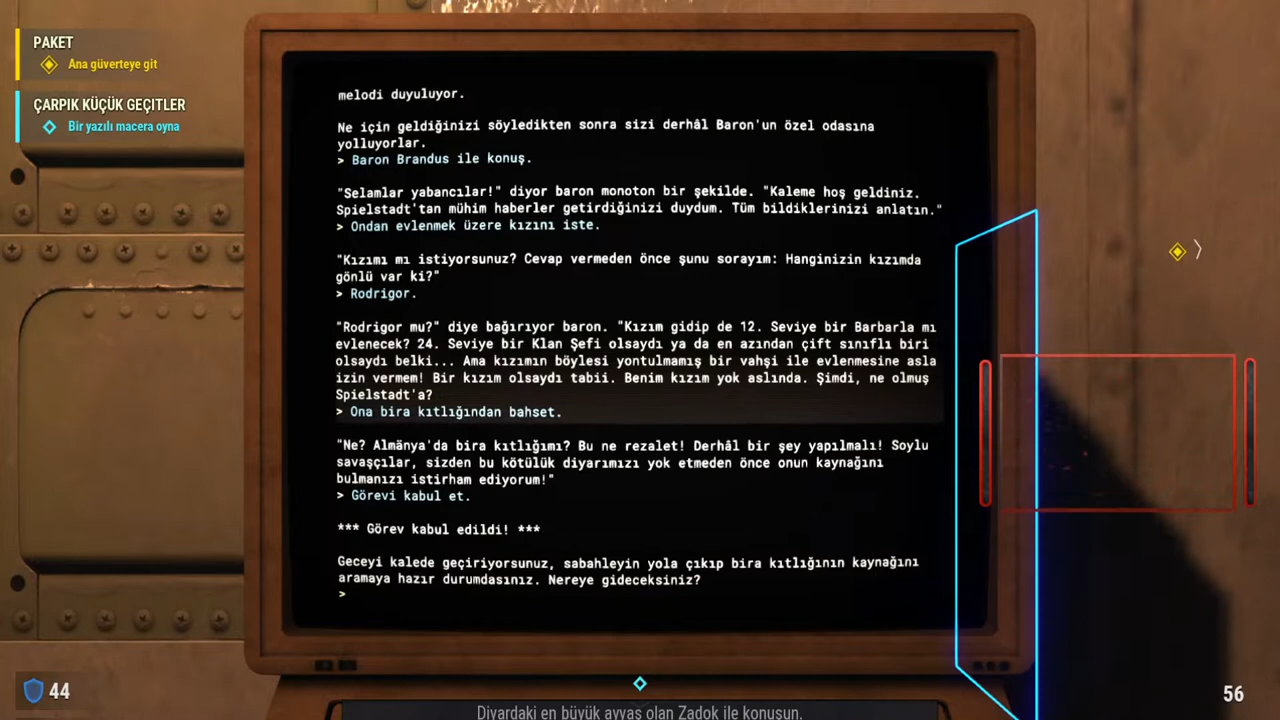 PAKET
Ana güverteye git
ÇARPIK KÜÇÜK GEÇITLER
Bir yazılı macera oyna
melodi duyuluyor.
Ne için geldiğinizi söyledikten sonra sizi derhâl Baron'un özel odasına
yolluyorlar.
> Baron Brandus ile konuş.
"Selamlar yabancılar!" diyor baron monoton bir şekilde. "Kaleme hoş geldiniz.
Spielstadt'tan mühim haberler getirdiğinizi duydum. Tüm bildiklerinizi anlatın."
> Ondan evlenmek üzere kızını iste.
"Kızımı mı istiyorsunuz? Cevap vermeden önce şunu sorayım: Hanginizin kızımda
gönlü var ki?"
> Rodrigor.
"Rodrigor mu?" diye bağırıyor baron. "Kızım gidip de 12. Seviye bir Barbarla mı
evlenecek? 24. Seviye bir Klan Şefi olsaydı ya da en azından çift sınıflı biri
olsaydı belki... Ama kızımın böylesi yontulmamış bir vahşi ile evlenmesine asla
izin vermem! Bir kızım olsaydı tabii. Benim kızım yok aslında. Şimdi, ne olmuş
Spielstadt'a?
> Ona bira kıtlığından bahset.
"Ne? Almänya'da bira kıtlığımı? Bu ne rezalet! Derhâl bir şey yapılmalı! Soylu
savaşçılar, sizden bu kötülük diyarımızı yok etmeden önce onun kaynağını
bulmanızı istirham ediyorum!"
> Görevi kabul et.
*** Görev kabul edildi! ***
Geceyi kalede geçiriyorsunuz, sabahleyin yola çıkıp bira kıtlığının kaynağını
aramaya hazır durumdasınız. Nereye gideceksiniz?
>
44
56
Diyardaki en büyük ayyaş olan Zadok ile konuşun.